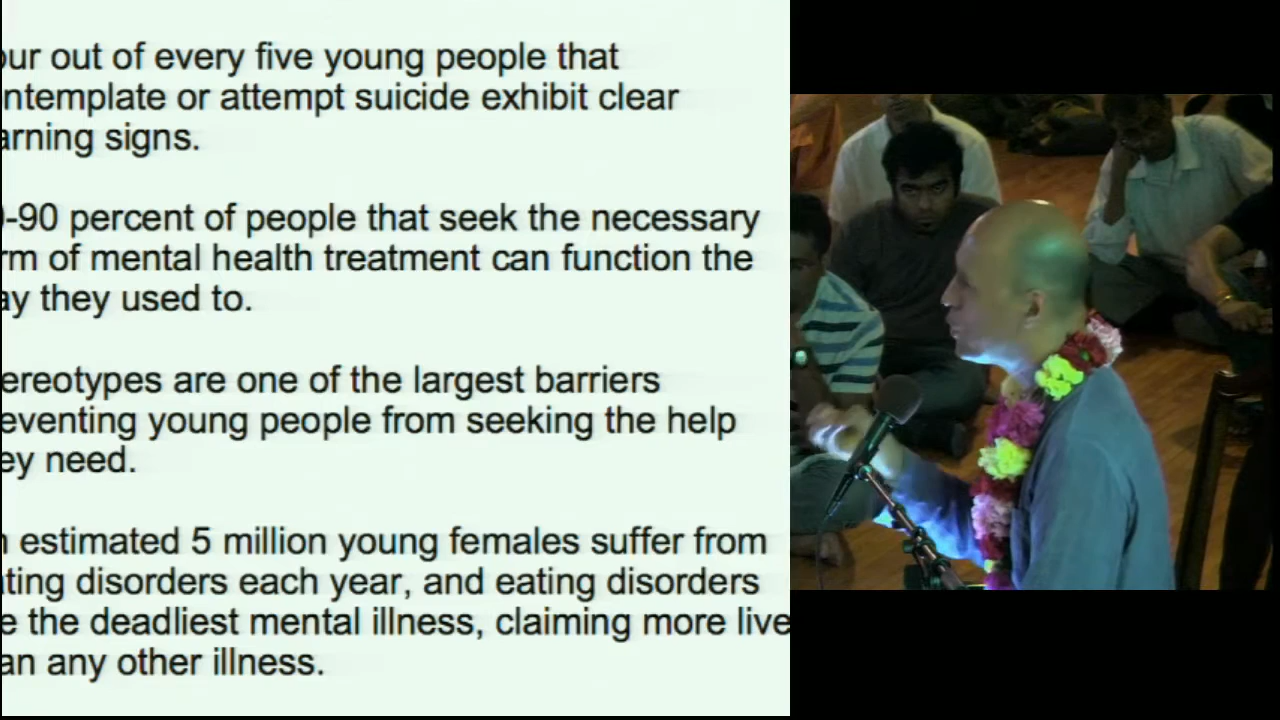 our out of every five young people that
ntemplate or attempt suicide exhibit clear
arning signs.
0-90 percent of people that seek the necessary
rm of mental health treatment can function the
ay they used to.
ereotypes are one of the largest barriers
eventing young people from seeking the help
ey need.
n estimated 5 million young females suffer from
ating disorders each year, and eating disorders
e the deadliest mental illness, claiming more live
an any other illness.